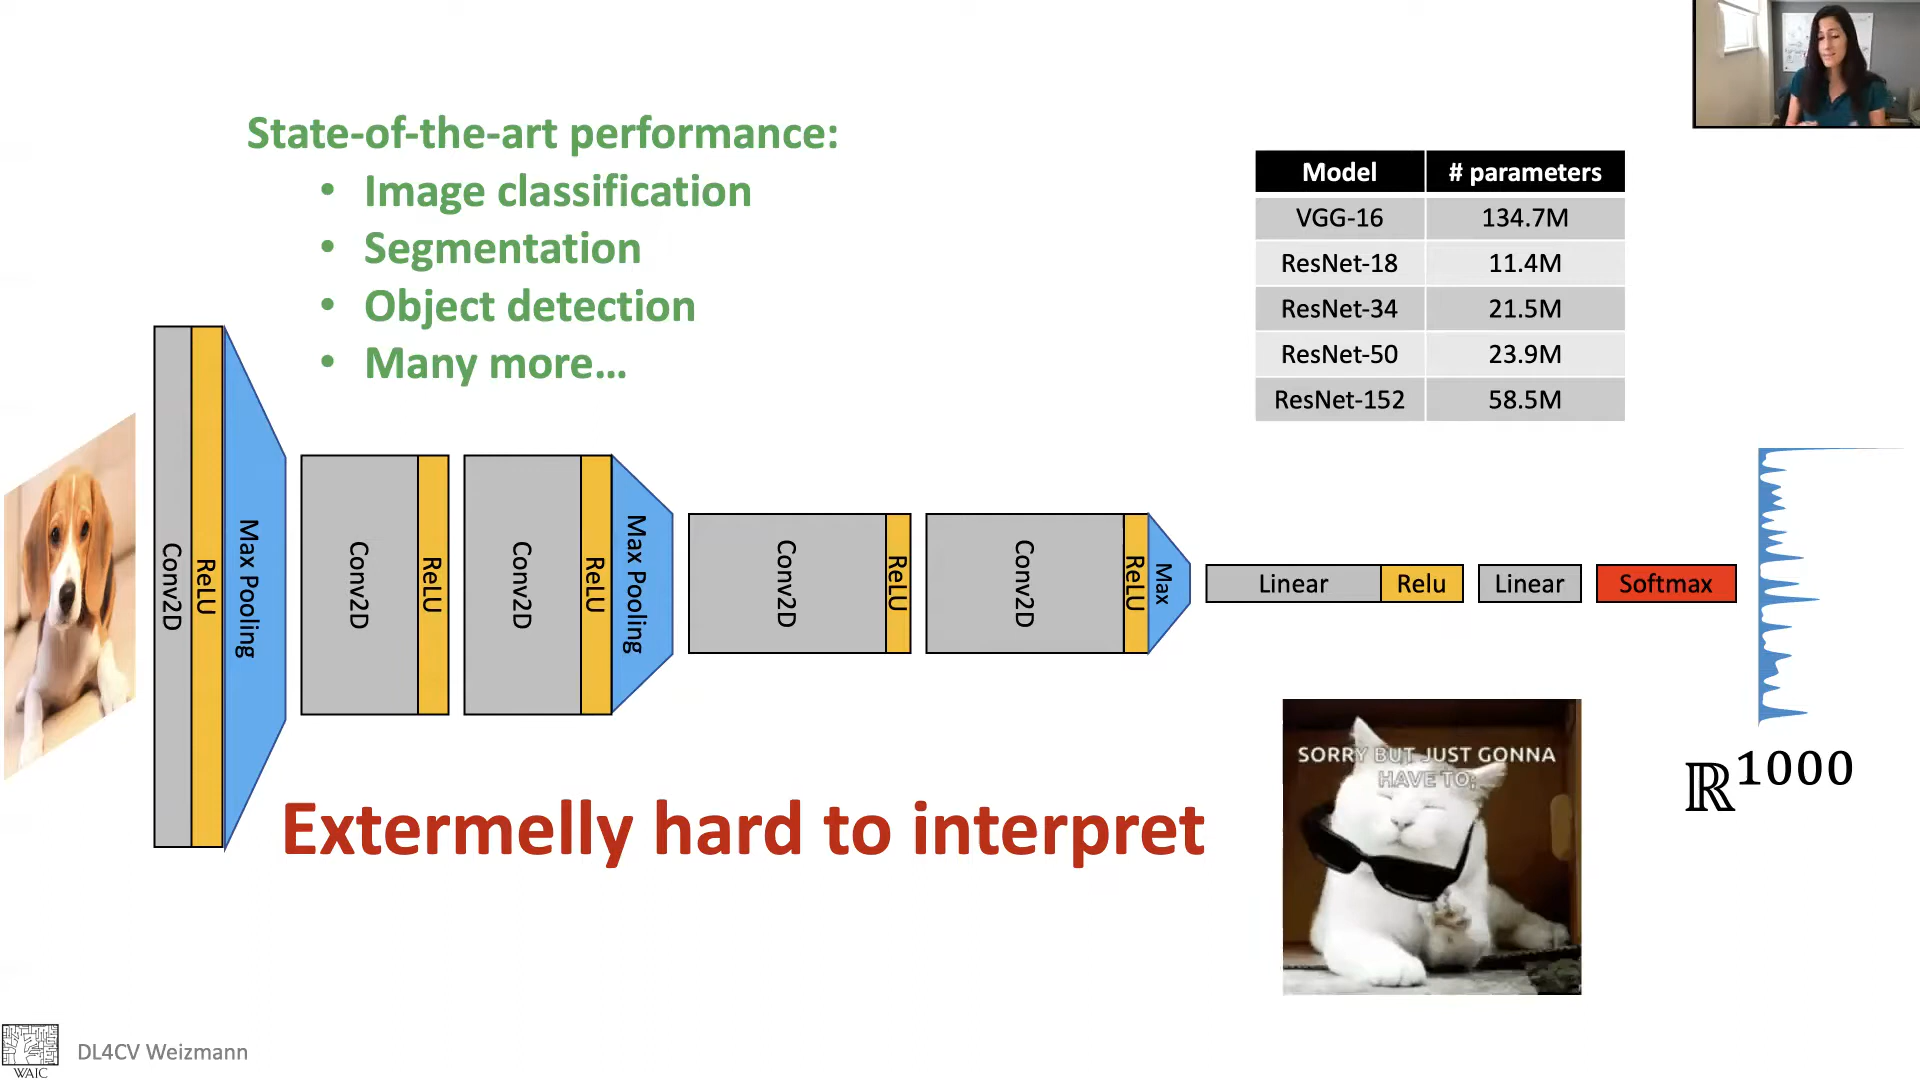 State-of-the-art performance:
• Image classification
• Segmentation
• Object detection
• Many more...
Model # parameters
VGG-16 134.7M
ResNet-18 11.4M
ResNet-34 21.5M
ResNet-50 23.9M
ResNet-152 58.5M
Conv2D
ReLU
Max Pooling
Conv2D
ReLU
Conv2D
ReLU
Max Pooling
Conv2D
ReLU
Conv2D
ReLU
Max
Linear
Relu
Linear
Softmax
ℝ¹⁰⁰⁰
Extermelly hard to interpret
SORRY BUT JUST GONNA
HAVE TO;
WAIC
DL4CV Weizmann